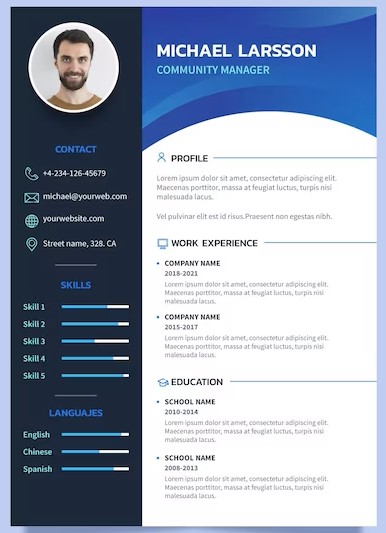 MICHAEL LARSSON
COMMUNITY MANAGER
CONTACT
+4-234-126-45679
michael@yourweb.com
yourwebsite.com
Street name, 328. CA
SKILLS
Skill 1
Skill 2
Skill 3
Skill 4
Skill 5
LANGUAJES
English
Chinese
Spanish
PROFILE
Lorem ipsum dolor sit amet, consectetur adipiscing elit.
Maecenas porttitor, massa at feugiat luctus, turpis nisi
malesuada lacus.
Vel pulvinar elit est id risus.Praesent non egestas nibh.
WORK EXPERIENCE
COMPANY NAME
2018-2021
Lorem ipsum dolor sit amet, consectetur adipiscing elit.
Maecenas porttitor, massa at feugiat luctus, turpis nisi
malesuada lacus.
COMPANY NAME
2015-2017
Lorem ipsum dolor sit amet, consectetur adipiscing elit.
Maecenas porttitor, massa at feugiat luctus, turpis nisi
malesuada lacus.
EDUCATION
SCHOOL NAME
2010-2014
Lorem ipsum dolor sit amet, consectetur adipiscing elit.
Maecenas porttitor, massa at feugiat luctus, turpis nisi
malesuada lacus.
SCHOOL NAME
2008-2013
Lorem ipsum dolor sit amet, consectetur adipiscing elit.
Maecenas porttitor, massa at feugiat luctus, turpis nisi
malesuada lacus.